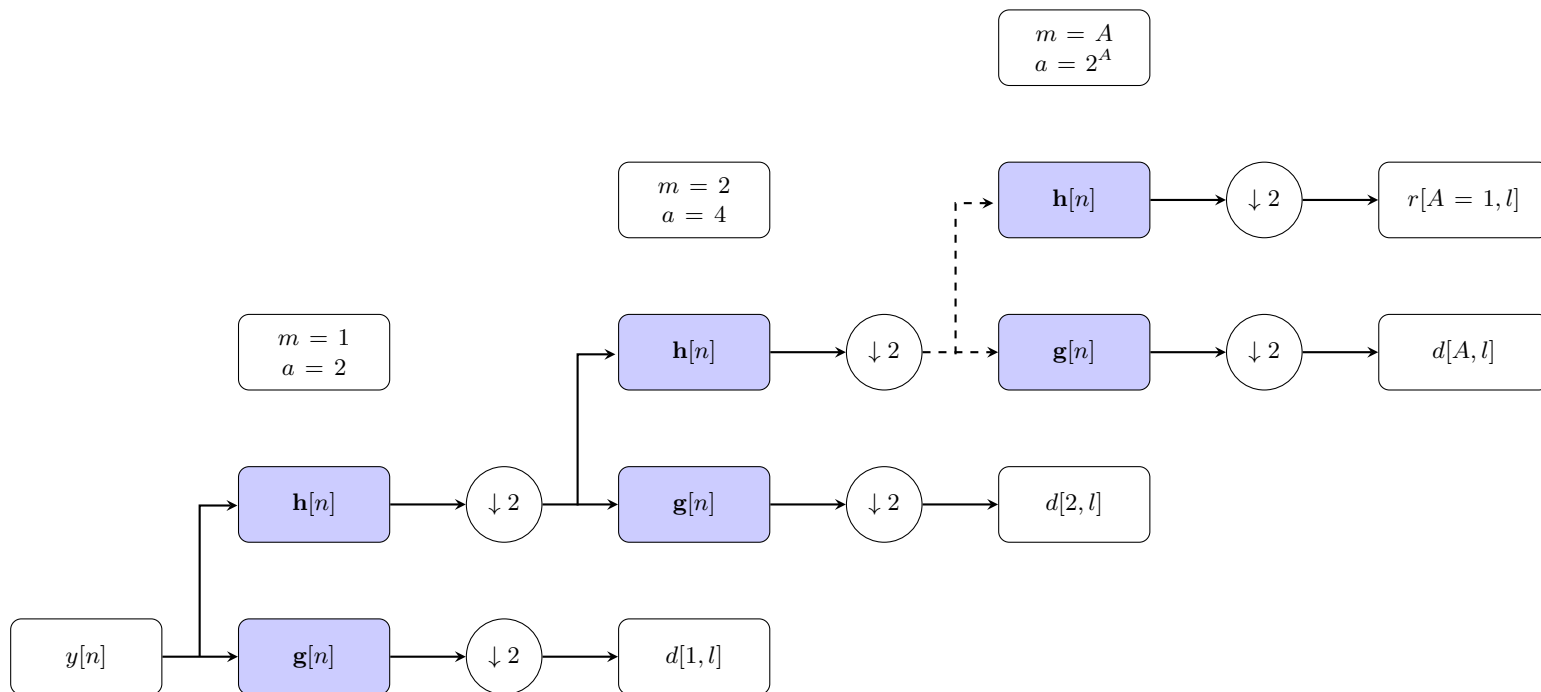 m = A
a = 2^A
m = 2
a = 4
h[n]
↓ 2
r[A = 1, l]
m = 1
a = 2
h[n]
↓ 2
g[n]
↓ 2
d[A, l]
h[n]
↓ 2
g[n]
↓ 2
d[2, l]
y[n]
g[n]
↓ 2
d[1, l]